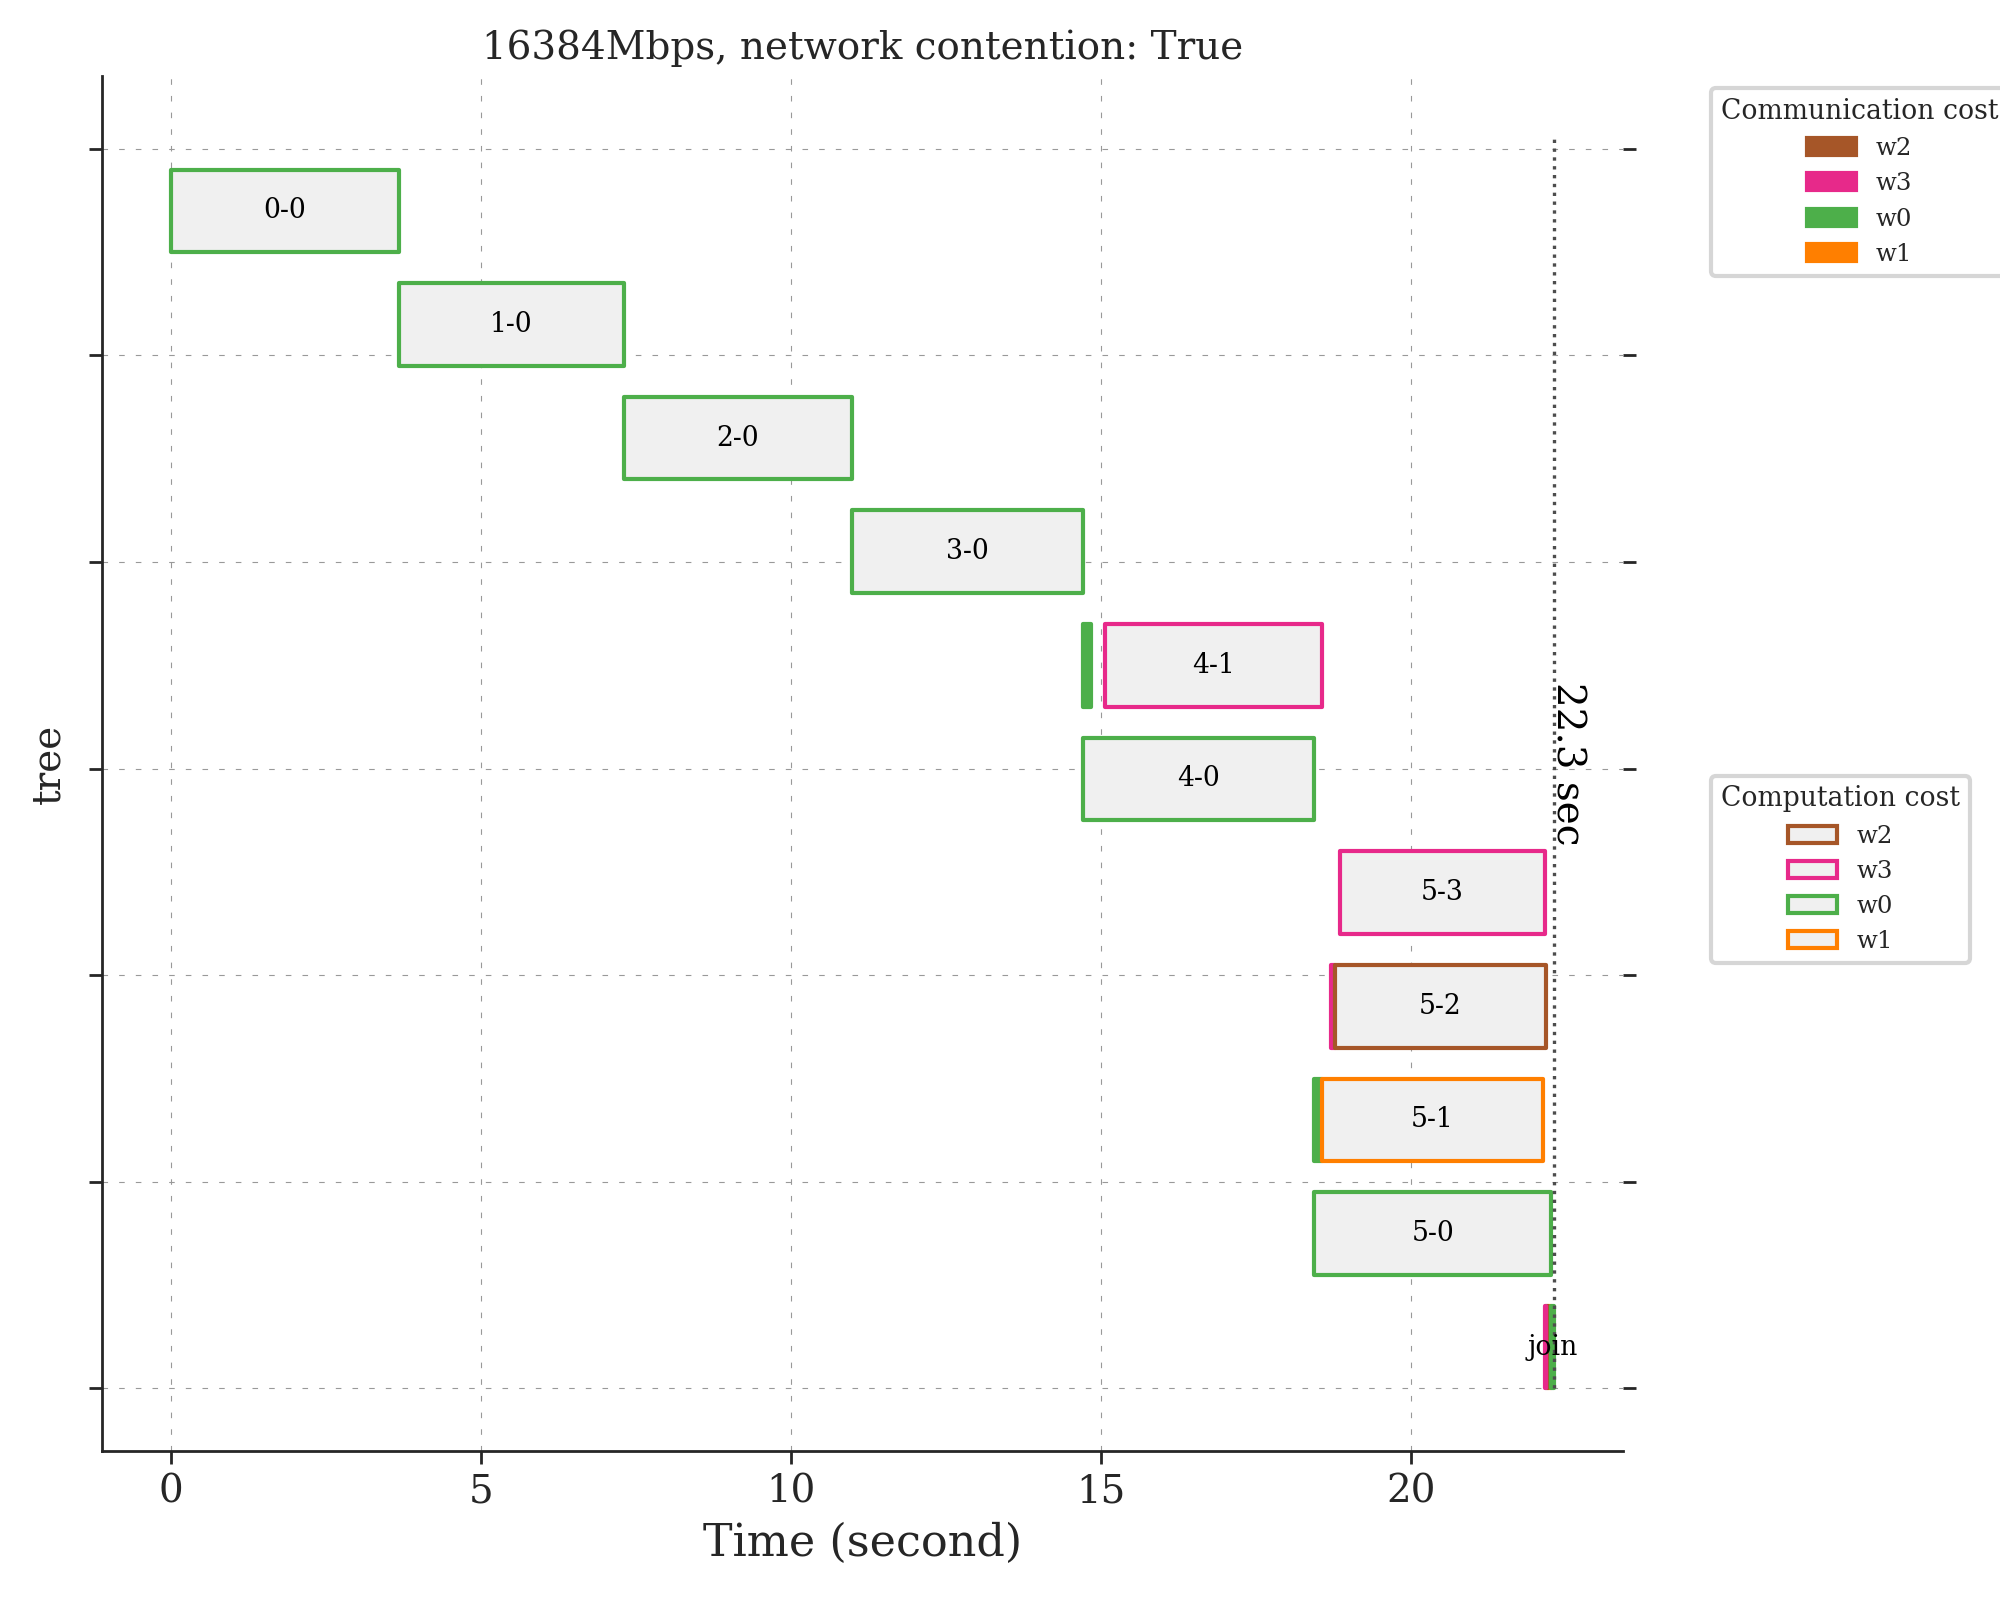 16384Mbps, network contention: True
Communication cost
w2
w3
w0
w1
0-0
1-0
2-0
3-0
4-1
4-0
22.3 sec
tree
Computation cost
w2
w3
w0
w1
5-3
5-2
5-1
5-0
join
0
5
10
15
20
Time (second)